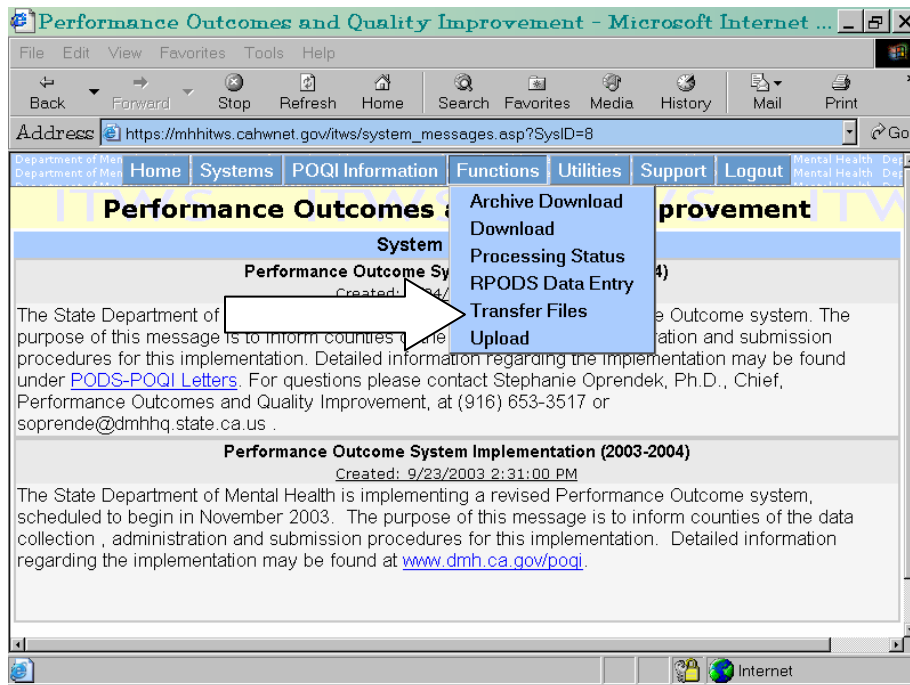 Performance Outcomes and Quality Improvement - Microsoft Internet ...
File Edit View Favorites Tools Help
Back Forward Stop Refresh Home Search Favorites Media History Mail Print
Address https://mhhitws.cahwnet.gov/itws/system_messages.asp?SysID=8 Go
Home Systems POQI Information Functions Utilities Support Logout
Archive Download
Download
Processing Status
RPODS Data Entry
Transfer Files
Upload
Performance Outcomes provement
System
Performance Outcome Sy 4)
Created:
The State Department of e Outcome system. The
purpose of this message is to inform counties ation and submission
procedures for this implementation. Detailed information regarding the implementation may be found
under PODS-POQI Letters. For questions please contact Stephanie Oprendek, Ph.D., Chief,
Performance Outcomes and Quality Improvement, at (916) 653-3517 or
soprende@dmhhq.state.ca.us .
Performance Outcome System Implementation (2003-2004)
Created: 9/23/2003 2:31:00 PM
The State Department of Mental Health is implementing a revised Performance Outcome system,
scheduled to begin in November 2003. The purpose of this message is to inform counties of the data
collection , administration and submission procedures for this implementation. Detailed information
regarding the implementation may be found at www.dmh.ca.gov/poqi.
Internet